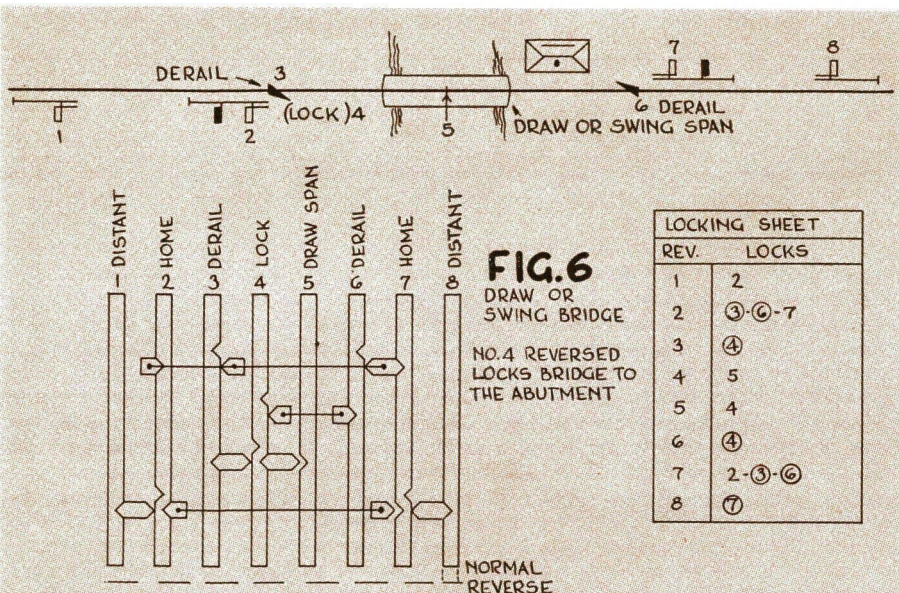 7
8
DERAIL 3
(LOCK)4
1
2
5
6 DERAIL
DRAW OR SWING SPAN
1 DISTANT
2 HOME
3 DERAIL
4 LOCK
5 DRAW SPAN
6 DERAIL
7 HOME
8 DISTANT
FIG.6
DRAW OR
SWING BRIDGE
NO.4 REVERSED
LOCKS BRIDGE TO
THE ABUTMENT
LOCKING SHEET
REV. LOCKS
1 2
2 ③-⑥-7
3 ④
4 5
5 4
6 ④
7 2-③-⑥
8 ⑦
NORMAL
REVERSE